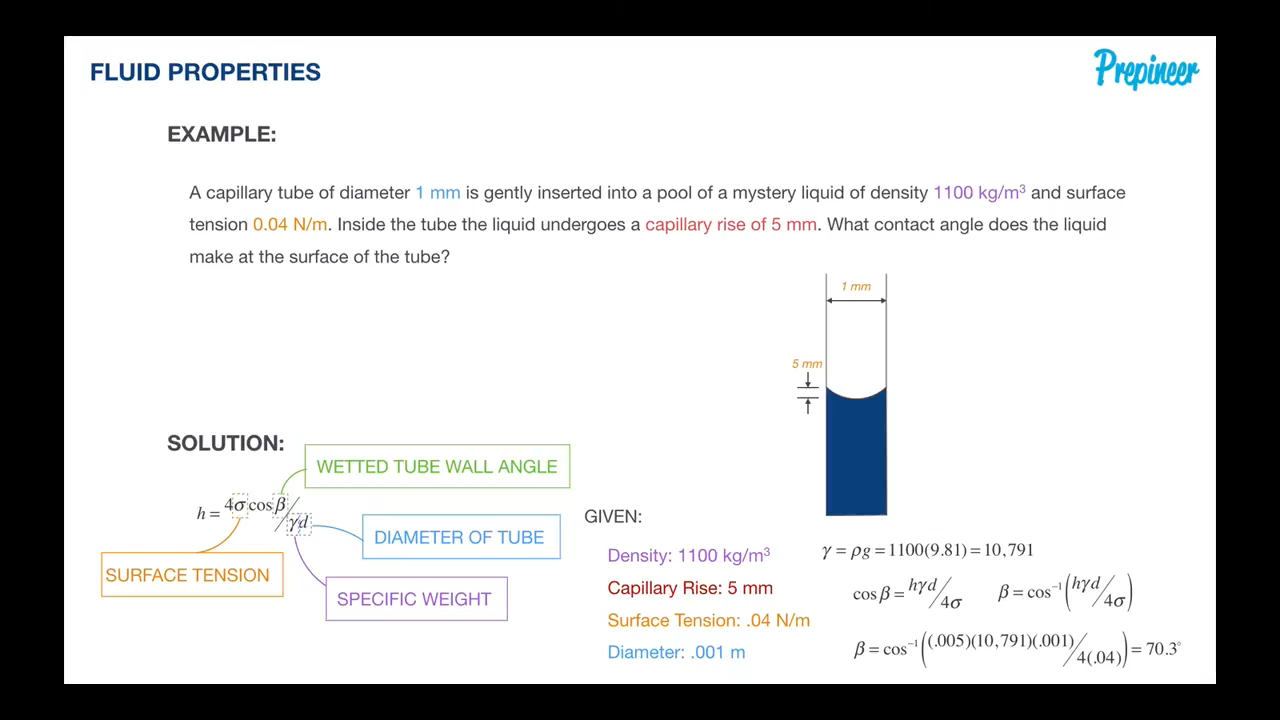 FLUID PROPERTIES
Prepineer
EXAMPLE:
A capillary tube of diameter 1 mm is gently inserted into a pool of a mystery liquid of density 1100 kg/m³ and surface
tension 0.04 N/m. Inside the tube the liquid undergoes a capillary rise of 5 mm. What contact angle does the liquid
make at the surface of the tube?
1 mm
5 mm
SOLUTION:
WETTED TUBE WALL ANGLE
h = 4σ cos β / γd
DIAMETER OF TUBE
SURFACE TENSION
SPECIFIC WEIGHT
GIVEN:
Density: 1100 kg/m³
Capillary Rise: 5 mm
Surface Tension: .04 N/m
Diameter: .001 m
γ = ρg = 1100(9.81) = 10,791
cos β = hγd / 4σ
β = cos⁻¹(hγd / 4σ)
β = cos⁻¹((.005)(10,791)(.001) / 4(.04)) = 70.3°